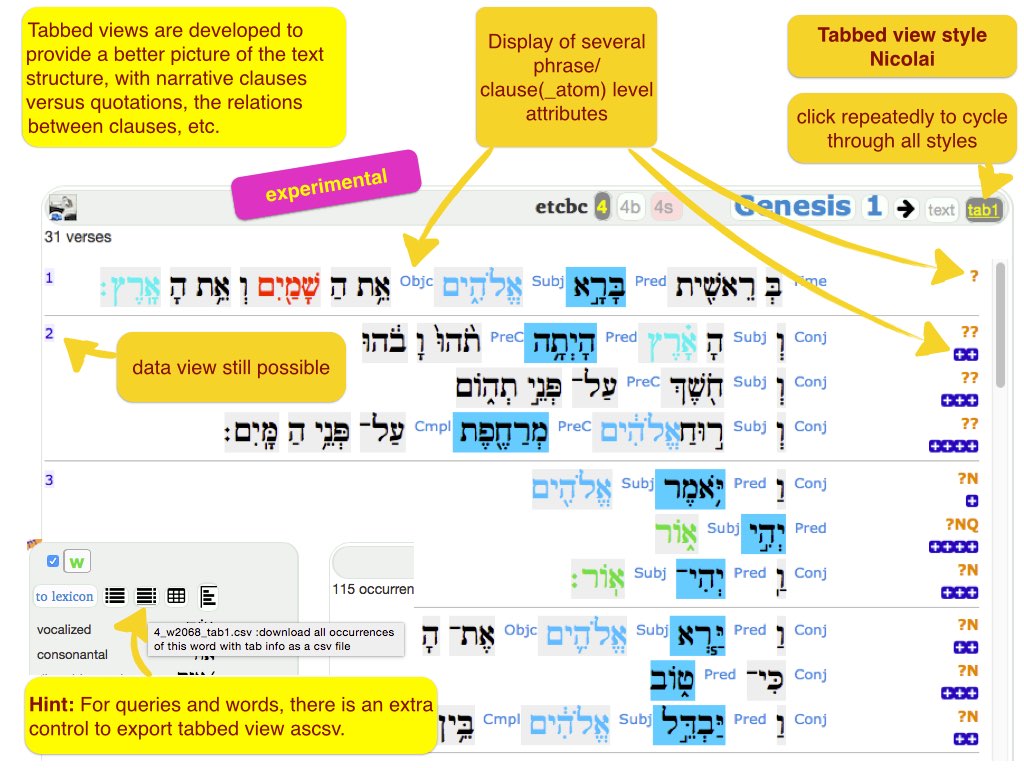 Tabbed views are developed to
provide a better picture of the text
structure, with narrative clauses
versus quotations, the relations
between clauses, etc.
Display of several
phrase/
clause(_atom) level
attributes
Tabbed view style
Nicolai
click repeatedly to cycle
through all styles
experimental
etcbc 4 4b 4s Genesis 1 text tab1
31 verses
1 Time בְּ רֵאשִׁ֖ית Pred בָּרָ֣א Subj אֱלֹהִ֑ים Objc אֵ֥ת הַ שָּׁמַ֖יִם וְ אֵ֥ת הָ אָֽרֶץ׃ ?
2 Conj וְ Subj הָ אָ֗רֶץ Pred הָיְתָ֥ה PreC תֹ֙הוּ֙ וָ בֹ֔הוּ ??
++
Conj וְ Subj חֹ֖שֶׁךְ PreC עַל־ פְּנֵ֣י תְהֹ֑ום ??
+++
Conj וְ Subj ר֣וּחַ אֱלֹהִ֔ים PreC מְרַחֶ֖פֶת Cmpl עַל־ פְּנֵ֥י הַ מָּֽיִם׃ ??
++++
3 Conj וַ Pred יֹּ֥אמֶר Subj אֱלֹהִ֖ים ?N
+
Pred יְהִ֣י Subj אֹ֑ור ?NQ
++++
Conj וַֽ Pred יְהִי־ Subj אֹֽור׃ ?N
+++
Conj וַ Pred יַּ֧רְא Subj אֱלֹהִ֛ים Objc אֶת־ הָ ?N
++
Conj כִּי־ Pred טֹ֑וב ?N
+++
Conj וַ Pred יַּבְדֵּ֣ל Subj אֱלֹהִ֔ים Cmpl בֵּ֥ין ?N
++
data view still possible
w
to lexicon
vocalized
consonantal
115 occurren
4_w2068_tab1.csv :download all occurrences
of this word with tab info as a csv file
Hint: For queries and words, there is an extra
control to export tabbed view ascsv.